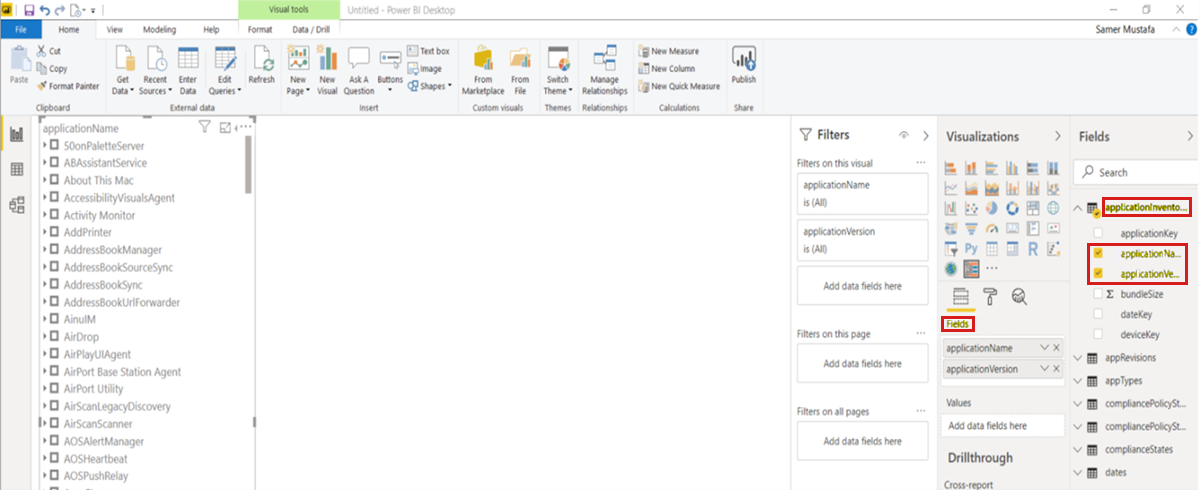 Visual tools
Untitled - Power BI Desktop
File
Home
View
Modeling
Help
Format
Data / Drill
Samer Mustafa
?
Paste
Cut
Copy
Format Painter
Clipboard
Get
Data
Recent
Sources
Enter
Data
Edit
Queries
Refresh
External data
New
Page
New
Visual
Ask A
Question
Buttons
Text box
Image
Shapes
Insert
From
Marketplace
From
File
Custom visuals
Switch
Theme
Themes
Manage
Relationships
Relationships
New Measure
New Column
New Quick Measure
Calculations
Publish
Share
applicationName
50onPaletteServer
ABAssistantService
About This Mac
AccessibilityVisualsAgent
Activity Monitor
AddPrinter
AddressBookManager
AddressBookSourceSync
AddressBookSync
AddressBookUrlForwarder
AinuIM
AirDrop
AirPlayUIAgent
AirPort Base Station Agent
AirPort Utility
AirScanLegacyDiscovery
AirScanScanner
AOSAlertManager
AOSHeartbeat
AOSPushRelay
Filters
Filters on this visual
...
applicationName
is (All)
applicationVersion
is (All)
Add data fields here
Filters on this page
...
Add data fields here
Filters on all pages
...
Add data fields here
Visualizations
Py
R
...
Fields
applicationName
applicationVersion
Values
Add data fields here
Drillthrough
Cross-report
Fields
Search
applicationInvento...
applicationKey
applicationNa...
applicationVe...
Σ bundleSize
dateKey
deviceKey
appRevisions
appTypes
compliancePolicySt...
compliancePolicySt...
complianceStates
dates